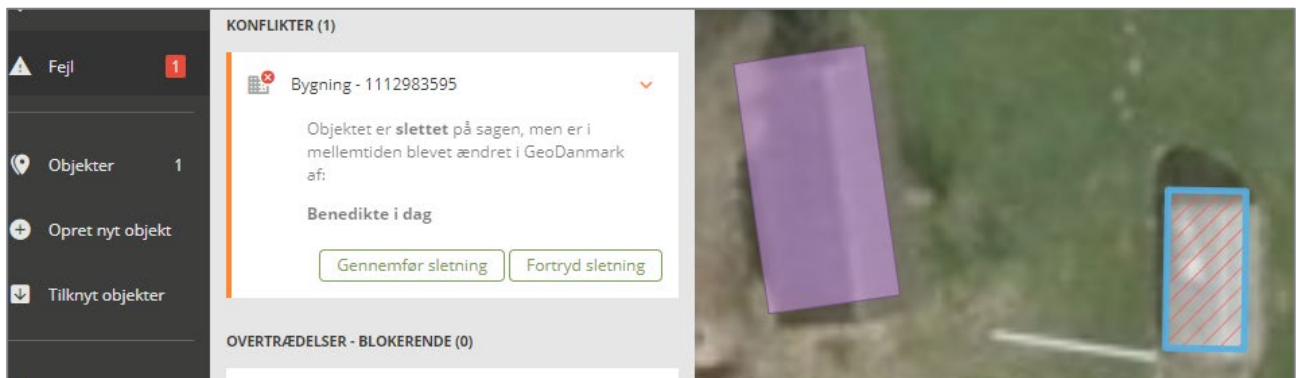 KONFLIKTER (1)
Fejl 1
Bygning - 1112983595
Objektet er slettet på sagen, men er i
mellemtiden blevet ændret i GeoDanmark
af:
Benedikte i dag
Gennemfør sletning Fortryd sletning
Objekter 1
Opret nyt objekt
Tilknyt objekter
OVERTRÆDELSER - BLOKERENDE (0)